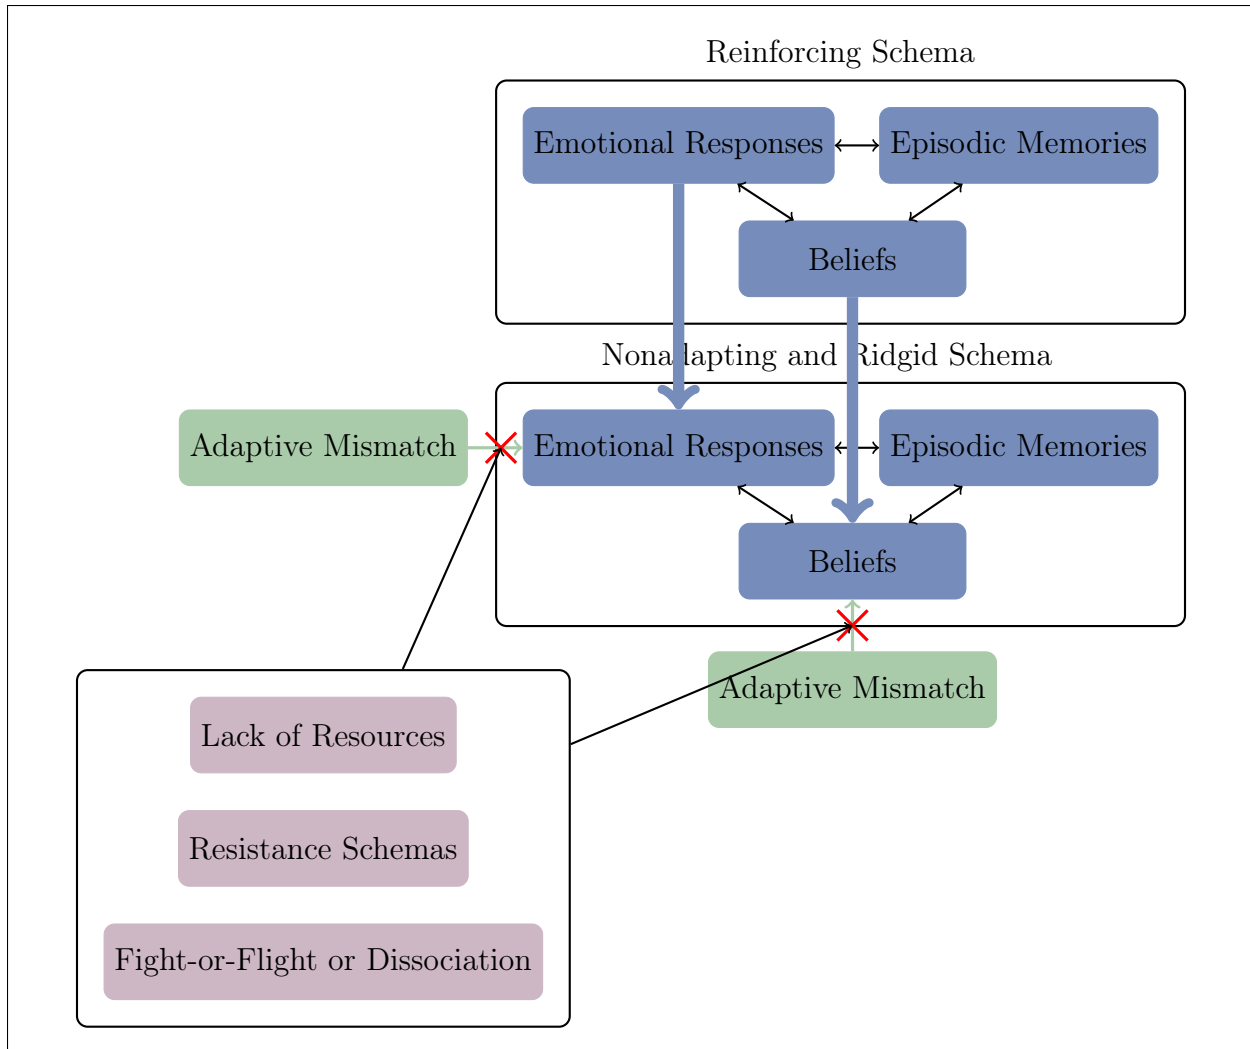 Reinforcing Schema
Emotional Responses
Episodic Memories
Beliefs
Nonadapting and Ridgid Schema
Adaptive Mismatch
Emotional Responses
Episodic Memories
Beliefs
Adaptive Mismatch
Lack of Resources
Resistance Schemas
Fight-or-Flight or Dissociation